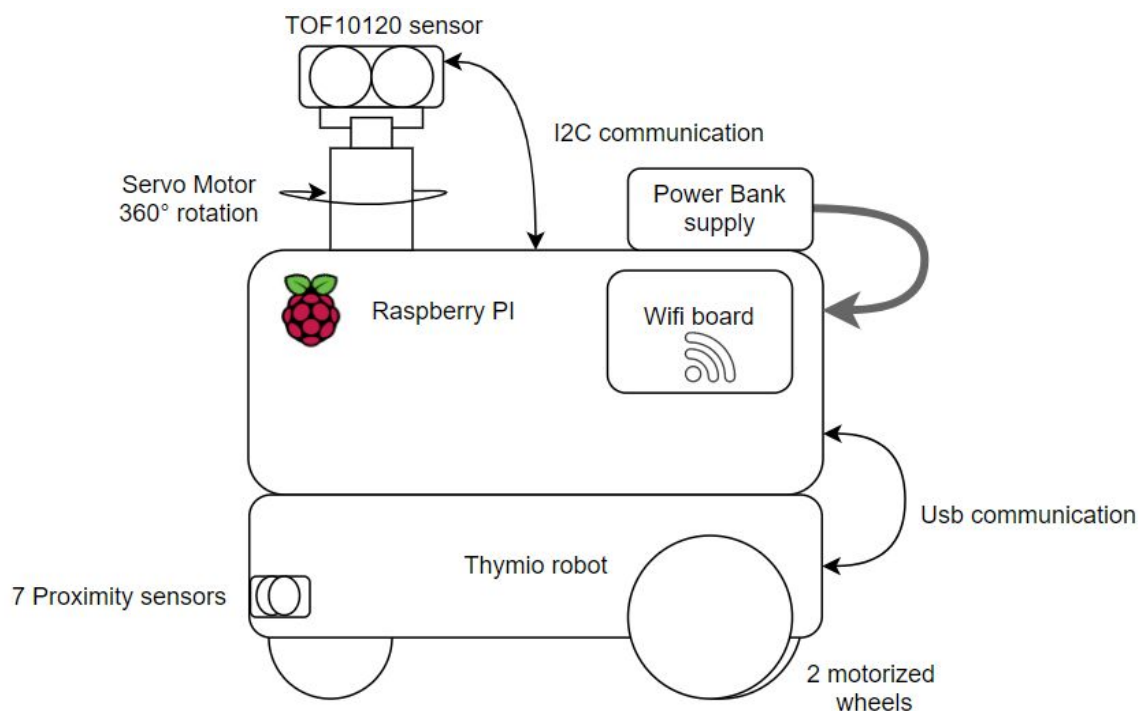 TOF10120 sensor
I2C communication
Servo Motor
360° rotation
Power Bank
supply
Raspberry PI
Wifi board
Usb communication
Thymio robot
7 Proximity sensors
2 motorized
wheels